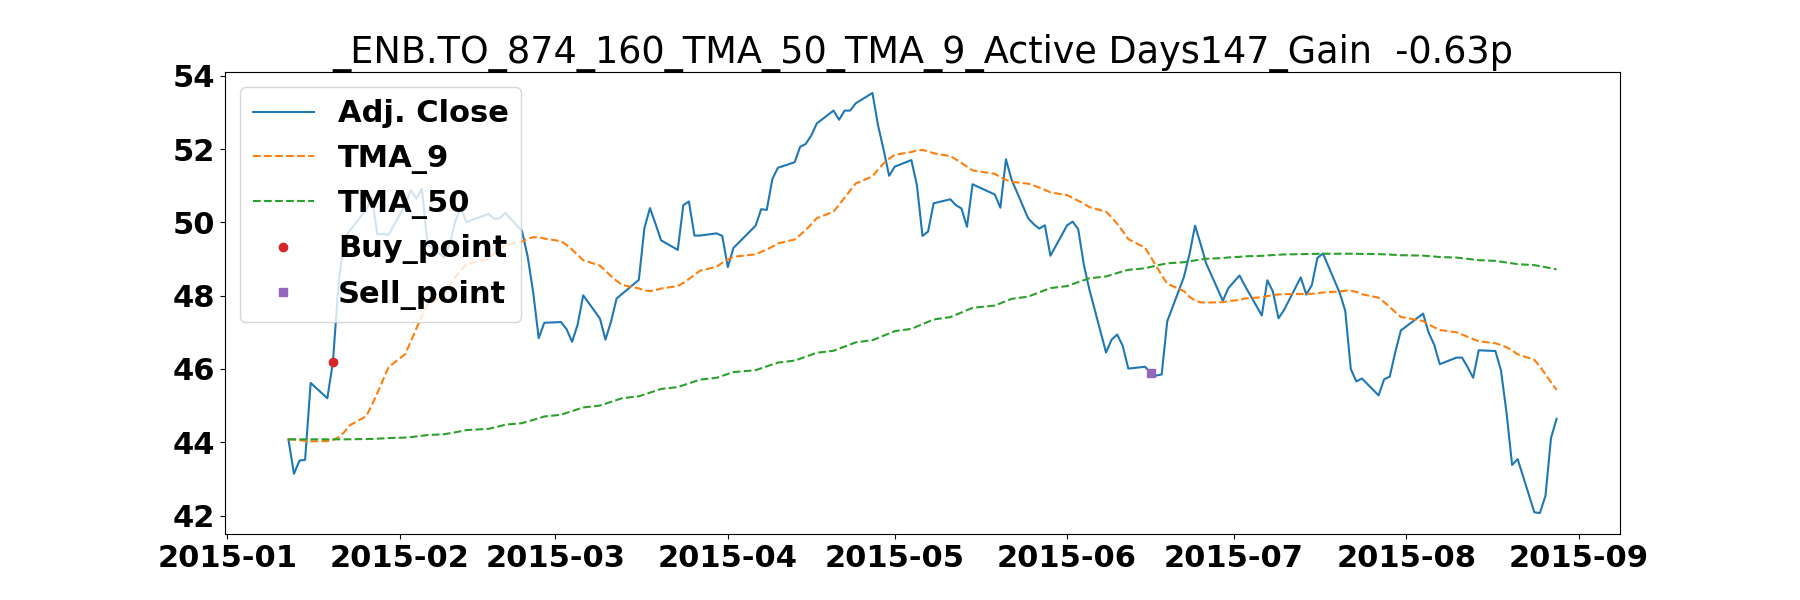 _ENB.TO_874_160_TMA_50_TMA_9_Active Days147_Gain  -0.63p
54
52
50
48
46
44
42
Adj. Close
TMA_9
TMA_50
Buy_point
Sell_point
2015-01 2015-02 2015-03 2015-04 2015-05 2015-06 2015-07 2015-08 2015-09